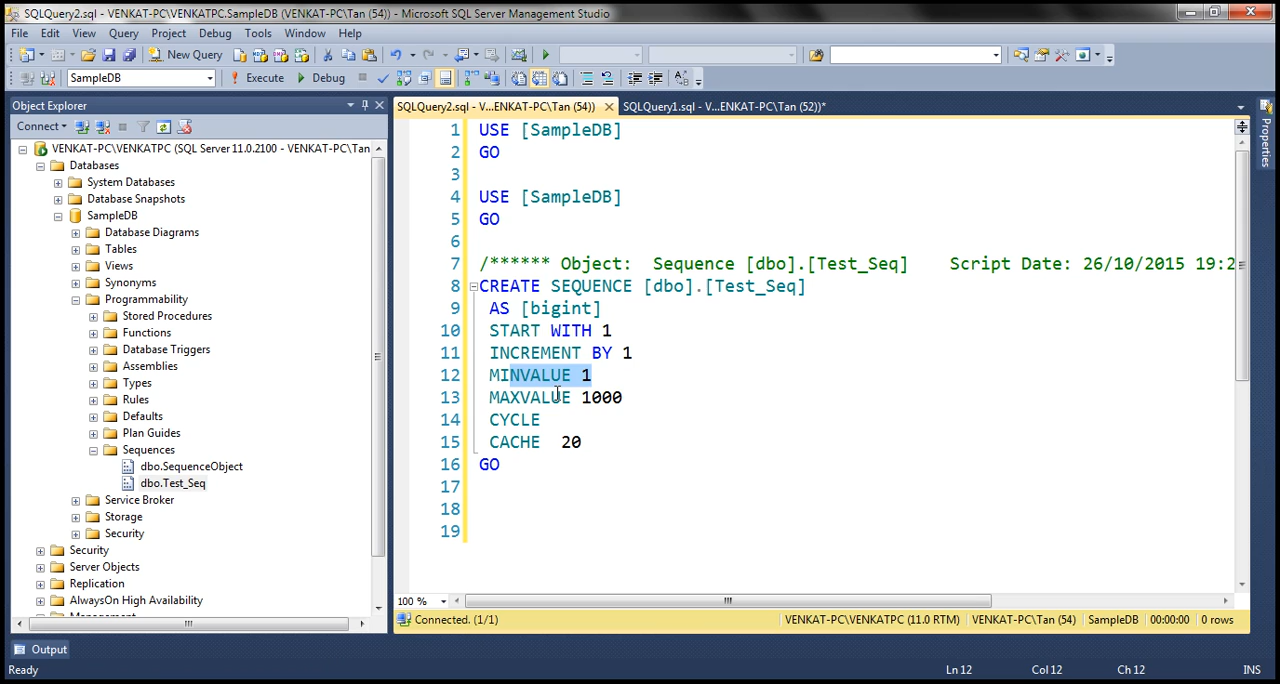 SQLQuery2.sql - VENKAT-PC\VENKATPC.SampleDB (VENKAT-PC\Tan (54)) - Microsoft SQL Server Management Studio
File Edit View Query Project Debug Tools Window Help
New Query
SampleDB Execute Debug
Object Explorer
Connect
VENKAT-PC\VENKATPC (SQL Server 11.0.2100 - VENKAT-PC\Tan
Databases
System Databases
Database Snapshots
SampleDB
Database Diagrams
Tables
Views
Synonyms
Programmability
Stored Procedures
Functions
Database Triggers
Assemblies
Types
Rules
Defaults
Plan Guides
Sequences
dbo.SequenceObject
dbo.Test_Seq
Service Broker
Storage
Security
Security
Server Objects
Replication
AlwaysOn High Availability
Management
SQLQuery2.sql - V...ENKAT-PC\Tan (54)) SQLQuery1.sql - V...ENKAT-PC\Tan (52))*
1 USE [SampleDB]
2 GO
3
4 USE [SampleDB]
5 GO
6
7 /****** Object:  Sequence [dbo].[Test_Seq]    Script Date: 26/10/2015 19:2
8 CREATE SEQUENCE [dbo].[Test_Seq]
9 AS [bigint]
10 START WITH 1
11 INCREMENT BY 1
12 MINVALUE 1
13 MAXVALUE 1000
14 CYCLE
15 CACHE  20
16 GO
17
18
19
100 %
Connected. (1/1) VENKAT-PC\VENKATPC (11.0 RTM) VENKAT-PC\Tan (54) SampleDB 00:00:00 0 rows
Properties
Output
Ready Ln 12 Col 12 Ch 12 INS